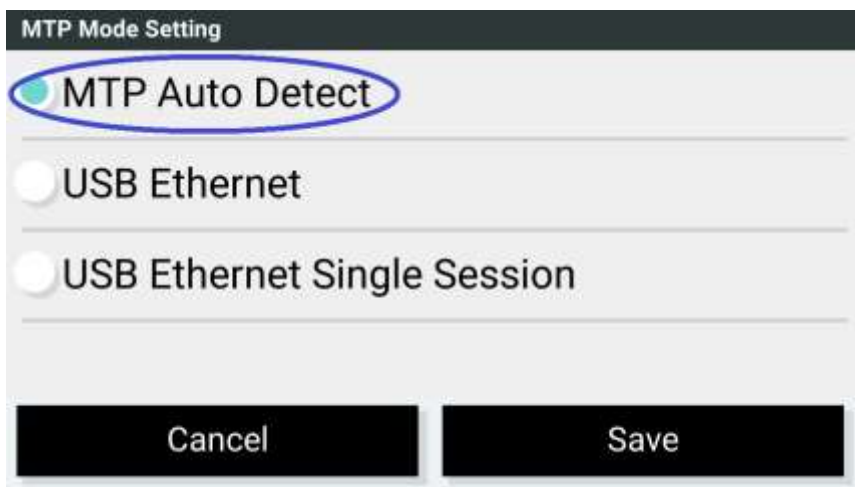 MTP Mode Setting
MTP Auto Detect
USB Ethernet
USB Ethernet Single Session
Cancel
Save